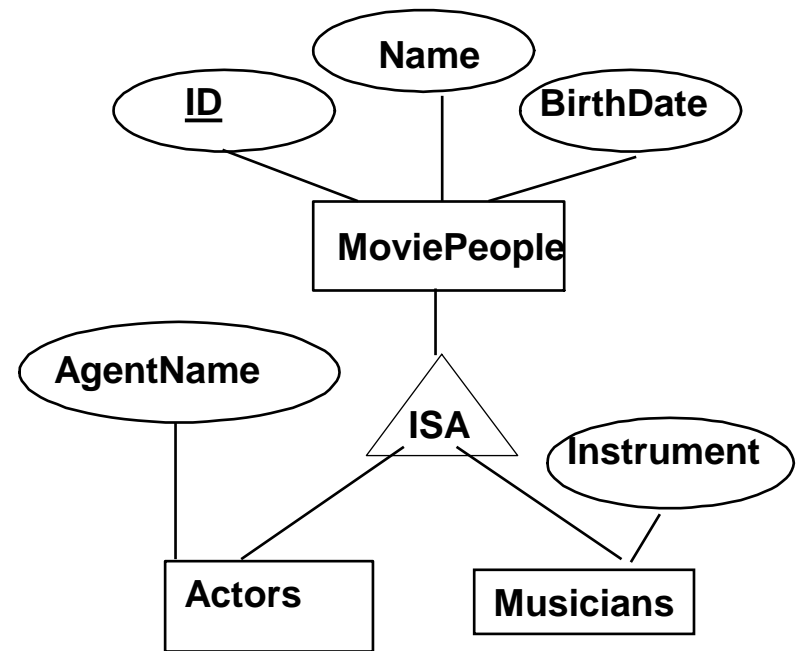 Name
ID
BirthDate
MoviePeople
AgentName
ISA
Instrument
Actors
Musicians